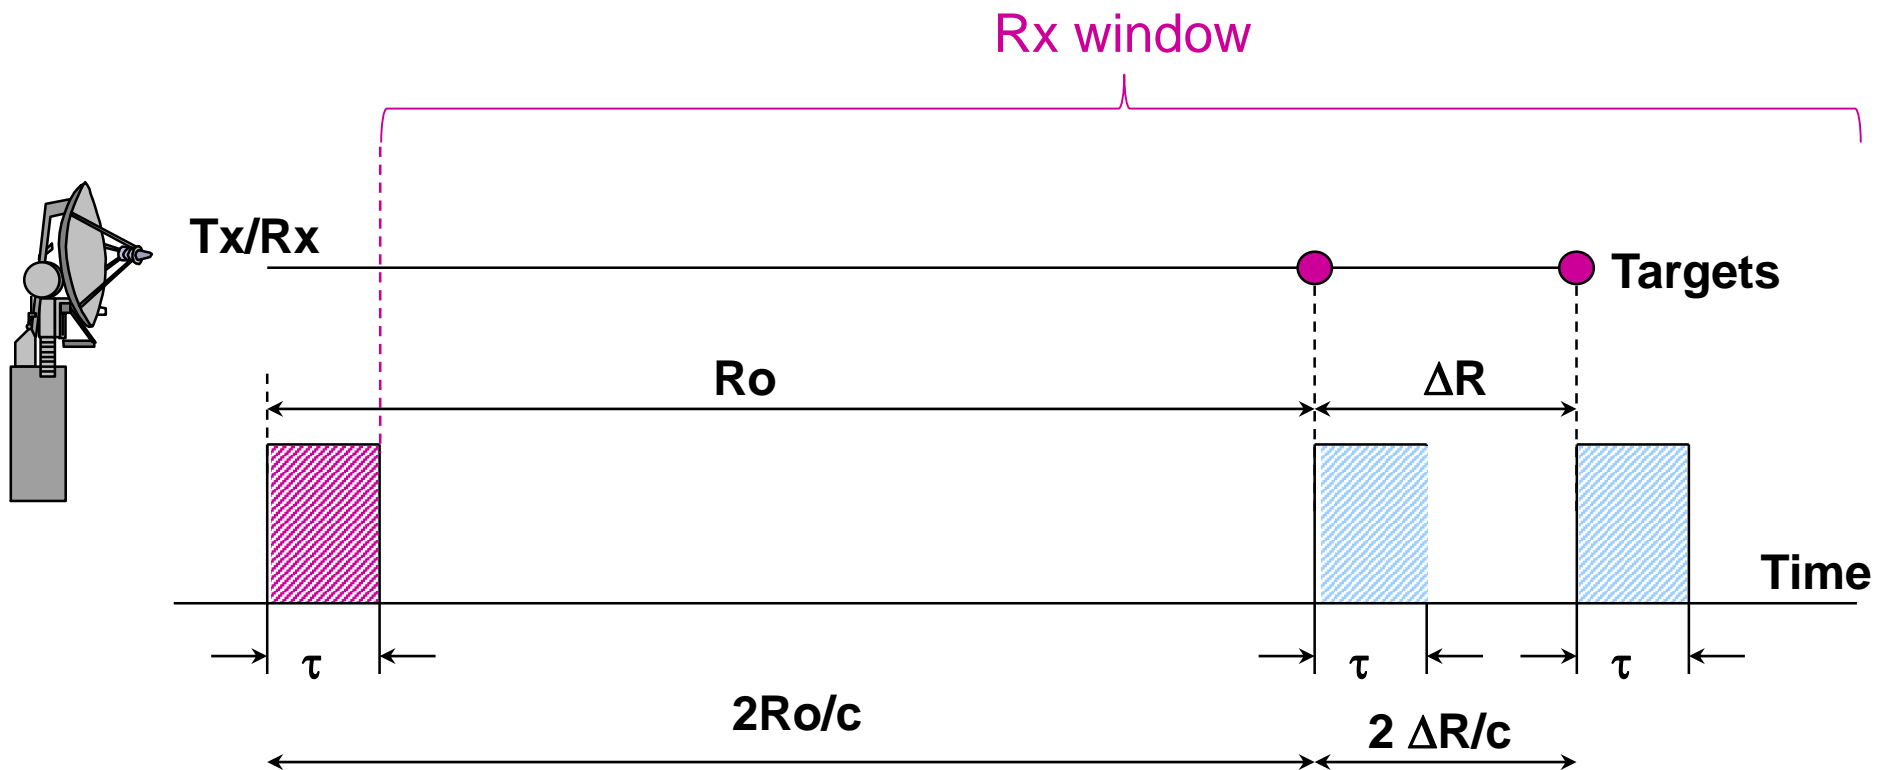 Rx window
Tx/Rx
Targets
Ro
ΔR
Time
τ
τ
τ
2Ro/c
2 ΔR/c